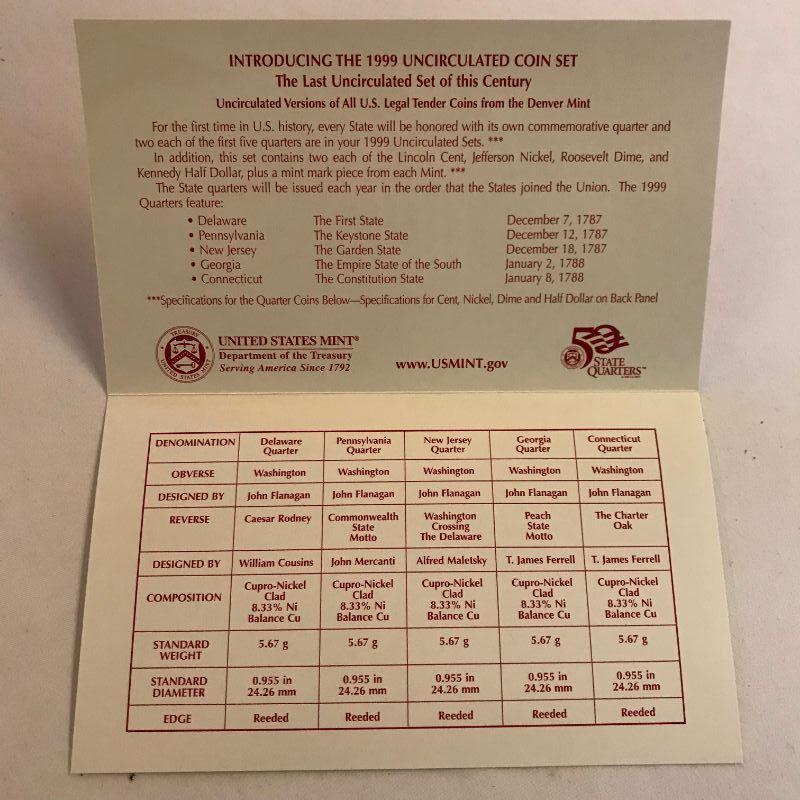 INTRODUCING THE 1999 UNCIRCULATED COIN SET
The Last Uncirculated Set of this Century
Uncirculated Versions of All U.S. Legal Tender Coins from the Denver Mint
For the first time in U.S. history, every State will be honored with its own commemorative quarter and
two each of the first five quarters are in your 1999 Uncirculated Sets. ***
In addition, this set contains two each of the Lincoln Cent, Jefferson Nickel, Roosevelt Dime, and
Kennedy Half Dollar, plus a mint mark piece from each Mint. ***
The State quarters will be issued each year in the order that the States joined the Union. The 1999
Quarters feature:
• Delaware The First State December 7, 1787
• Pennsylvania The Keystone State December 12, 1787
• New Jersey The Garden State December 18, 1787
• Georgia The Empire State of the South January 2, 1788
• Connecticut The Constitution State January 8, 1788
***Specifications for the Quarter Coins Below—Specifications for Cent, Nickel, Dime and Half Dollar on Back Panel
TREASURY
UNITED STATES MINT
UNITED STATES MINT®
Department of the Treasury
Serving America Since 1792
www.USMINT.gov
50
STATE
QUARTERS™
DENOMINATION Delaware Quarter Pennsylvania Quarter New Jersey Quarter Georgia Quarter Connecticut Quarter
OBVERSE Washington Washington Washington Washington Washington
DESIGNED BY John Flanagan John Flanagan John Flanagan John Flanagan John Flanagan
REVERSE Caesar Rodney Commonwealth State Motto Washington Crossing The Delaware Peach State Motto The Charter Oak
DESIGNED BY William Cousins John Mercanti Alfred Maletsky T. James Ferrell T. James Ferrell
COMPOSITION Cupro-Nickel Clad 8.33% Ni Balance Cu Cupro-Nickel Clad 8.33% Ni Balance Cu Cupro-Nickel Clad 8.33% Ni Balance Cu Cupro-Nickel Clad 8.33% Ni Balance Cu Cupro-Nickel Clad 8.33% Ni Balance Cu
STANDARD WEIGHT 5.67 g 5.67 g 5.67 g 5.67 g 5.67 g
STANDARD DIAMETER 0.955 in 24.26 mm 0.955 in 24.26 mm 0.955 in 24.26 mm 0.955 in 24.26 mm 0.955 in 24.26 mm
EDGE Reeded Reeded Reeded Reeded Reeded